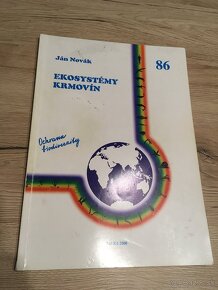 Ján Novák
86
EKOSYSTÉMY
KRMOVÍN
Ochrana
biodiverzity